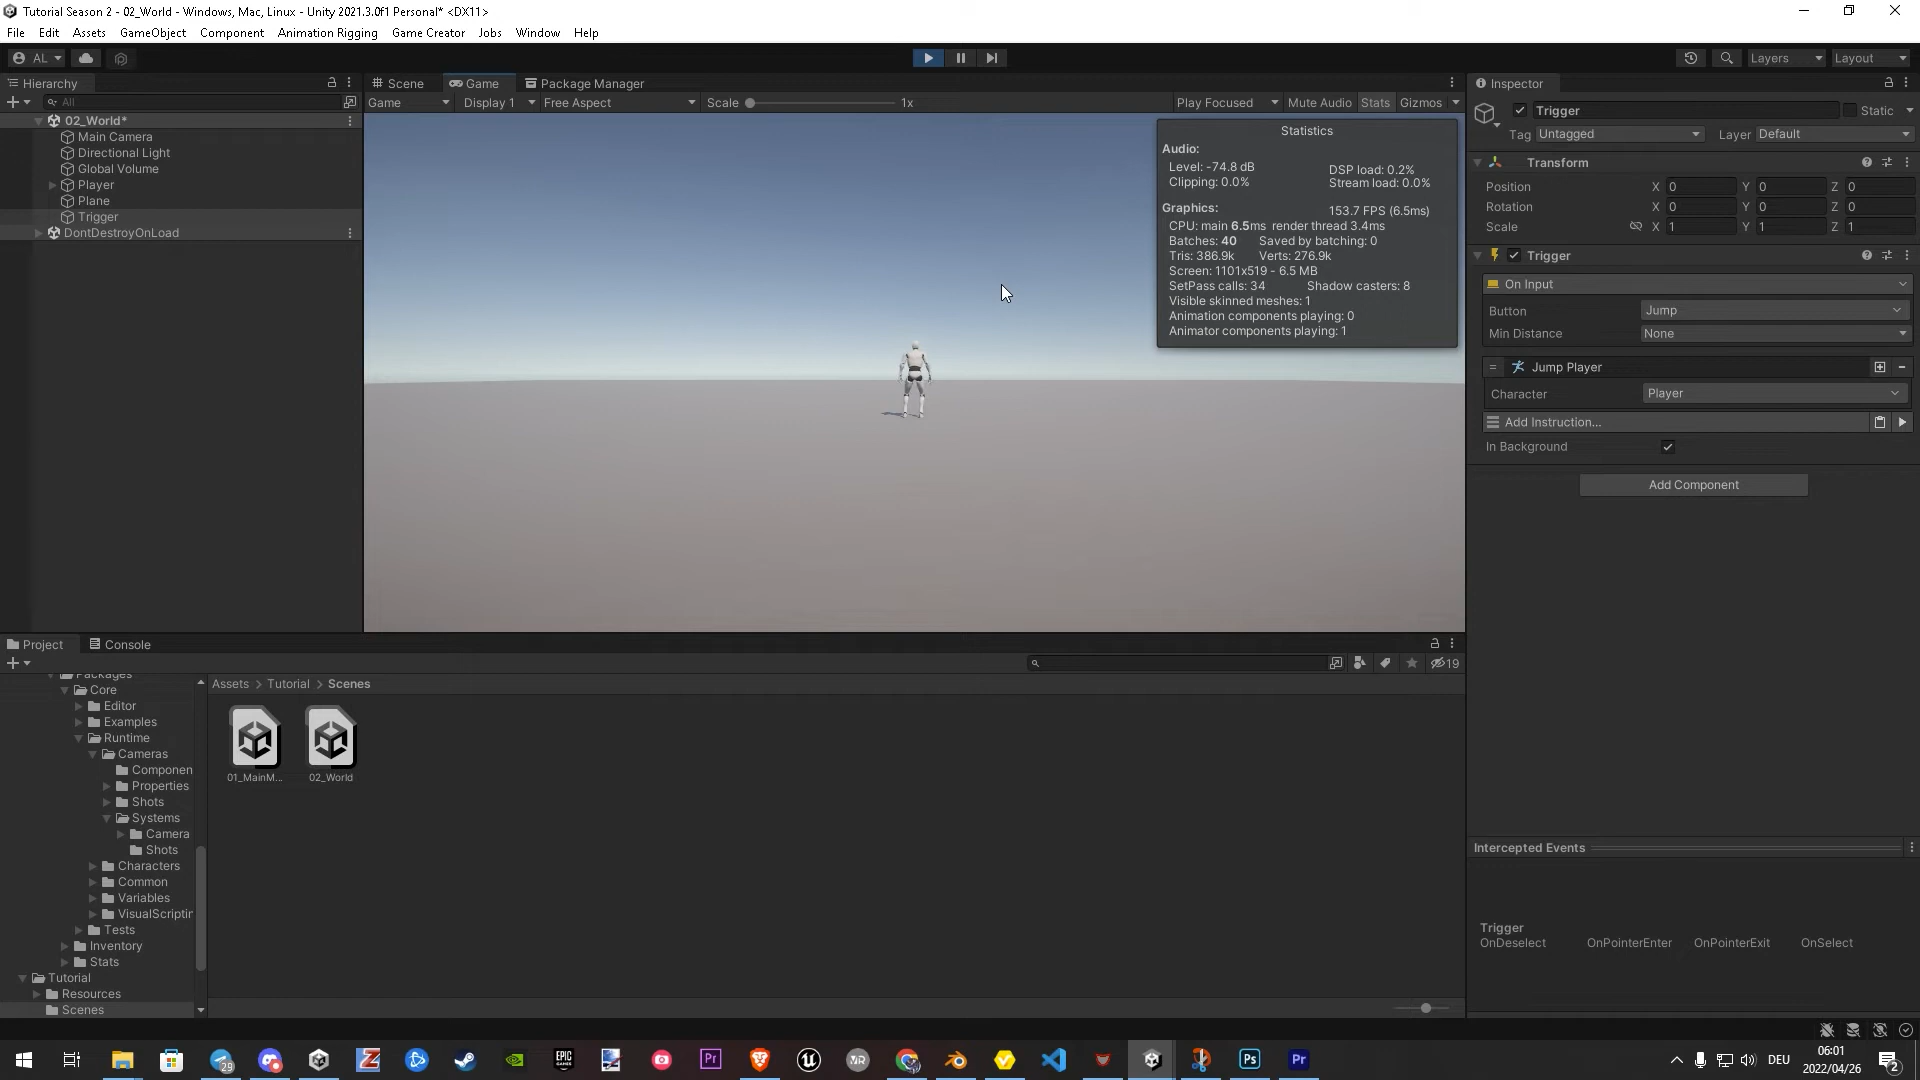 Tutorial Season 2 - 02_World - Windows, Mac, Linux - Unity 2021.3.0f1 Personal* <DX11>
File Edit Assets GameObject Component Animation Rigging Game Creator Jobs Window Help
AL
Layers Layout
Hierarchy
All
02_World*
Main Camera
Directional Light
Global Volume
Player
Plane
Trigger
DontDestroyOnLoad
Scene Game Package Manager
Game Display 1 Free Aspect Scale 1x Play Focused Mute Audio Stats Gizmos
Statistics
Audio:
Level: -74.8 dB DSP load: 0.2%
Clipping: 0.0% Stream load: 0.0%
Graphics: 153.7 FPS (6.5ms)
CPU: main 6.5ms render thread 3.4ms
Batches: 40 Saved by batching: 0
Tris: 386.9k Verts: 276.9k
Screen: 1101x519 - 6.5 MB
SetPass calls: 34 Shadow casters: 8
Visible skinned meshes: 1
Animation components playing: 0
Animator components playing: 1
Inspector
Trigger Static
Tag Untagged Layer Default
Transform
Position X 0 Y 0 Z 0
Rotation X 0 Y 0 Z 0
Scale X 1 Y 1 Z 1
Trigger
On Input
Button Jump
Min Distance None
Jump Player
Character Player
Add Instruction...
In Background
Add Component
Intercepted Events
Trigger
OnDeselect OnPointerEnter OnPointerExit OnSelect
Project Console
19
Packages
Core
Editor
Examples
Runtime
Cameras
Componen
Properties
Shots
Systems
Camera
Shots
Characters
Common
Variables
VisualScriptin
Tests
Inventory
Stats
Tutorial
Resources
Scenes
Assets > Tutorial > Scenes
01_MainM...
02_World
29
EPIC GAMES
Pr
VR
Ps
Pr
DEU
06:01
2022/04/26
2